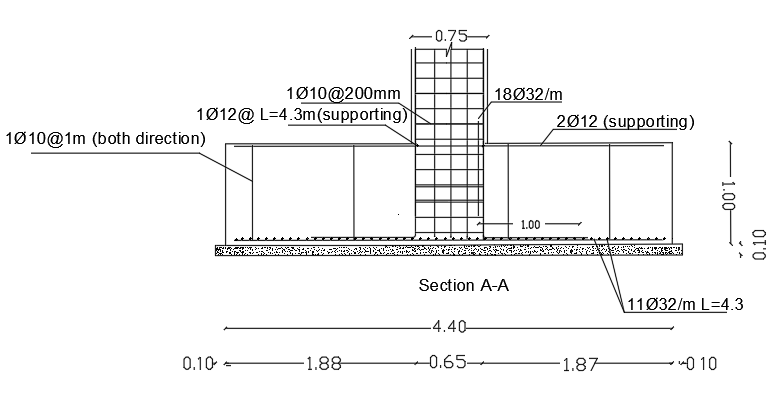 0.75
1Ø10@200mm
18Ø32/m
1Ø12@ L=4.3m(supporting)
2Ø12 (supporting)
1Ø10@1m (both direction)
1.00
1.00
0.10
Section A-A
11Ø32/m L=4.3
4.40
0.10 1.88 0.65 1.87 0.10